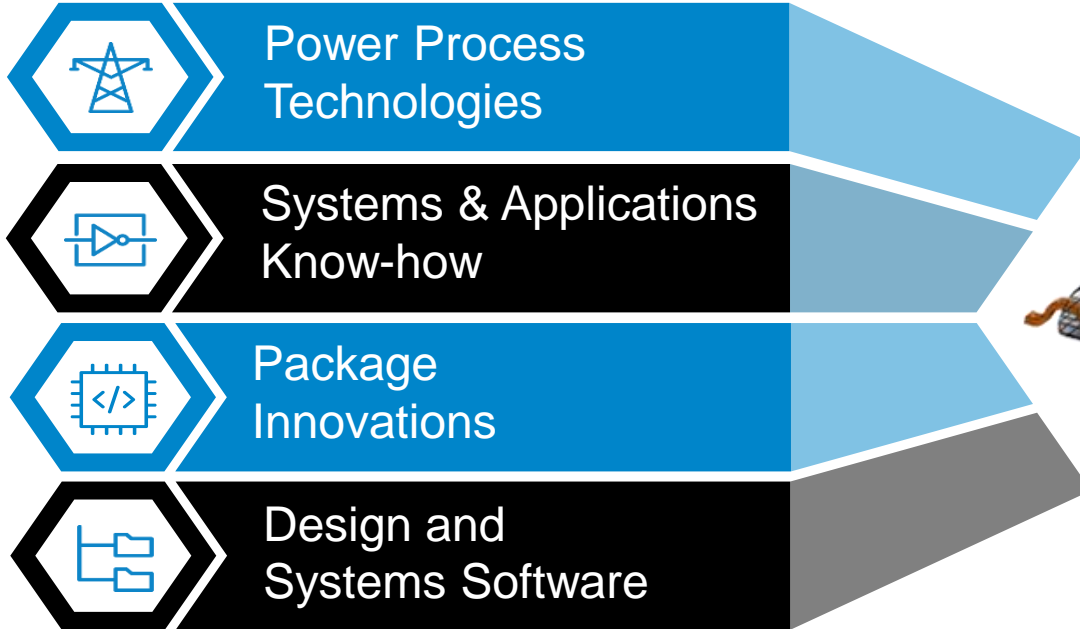 Power Process
Technologies
Systems & Applications
Know-how
Package
Innovations
</>
Design and
Systems Software